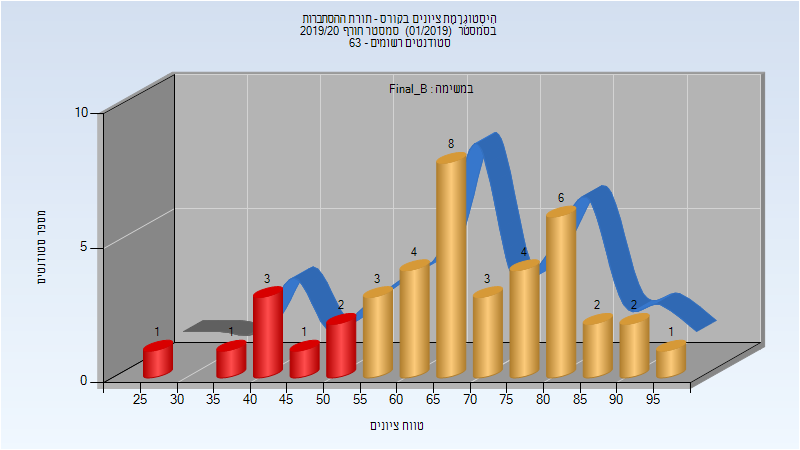 היסטוגרמת ציונים בקורס - תורת ההסתברות
בסמסטר (01/2019) סמסטר חורף 2019/20
סטודנטים רשומים - 63
במשימה : Final_B
מספר סטודנטים
10
5
0
1
1
3
1
2
3
4
8
3
4
6
2
2
1
25 30 35 40 45 50 55 60 65 70 75 80 85 90 95
טווח ציונים